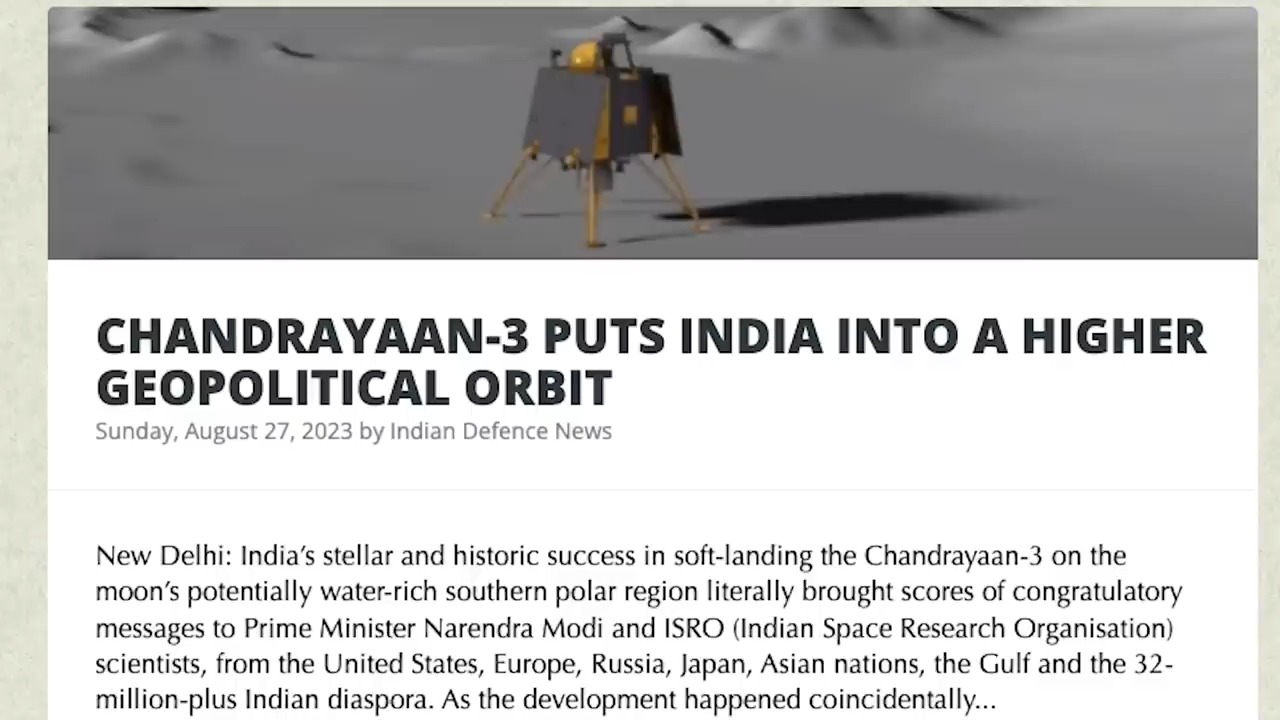 CHANDRAYAAN-3 PUTS INDIA INTO A HIGHER
GEOPOLITICAL ORBIT
Sunday, August 27, 2023 by Indian Defence News
New Delhi: India’s stellar and historic success in soft-landing the Chandrayaan-3 on the
moon’s potentially water-rich southern polar region literally brought scores of congratulatory
messages to Prime Minister Narendra Modi and ISRO (Indian Space Research Organisation)
scientists, from the United States, Europe, Russia, Japan, Asian nations, the Gulf and the 32-
million-plus Indian diaspora. As the development happened coincidentally...